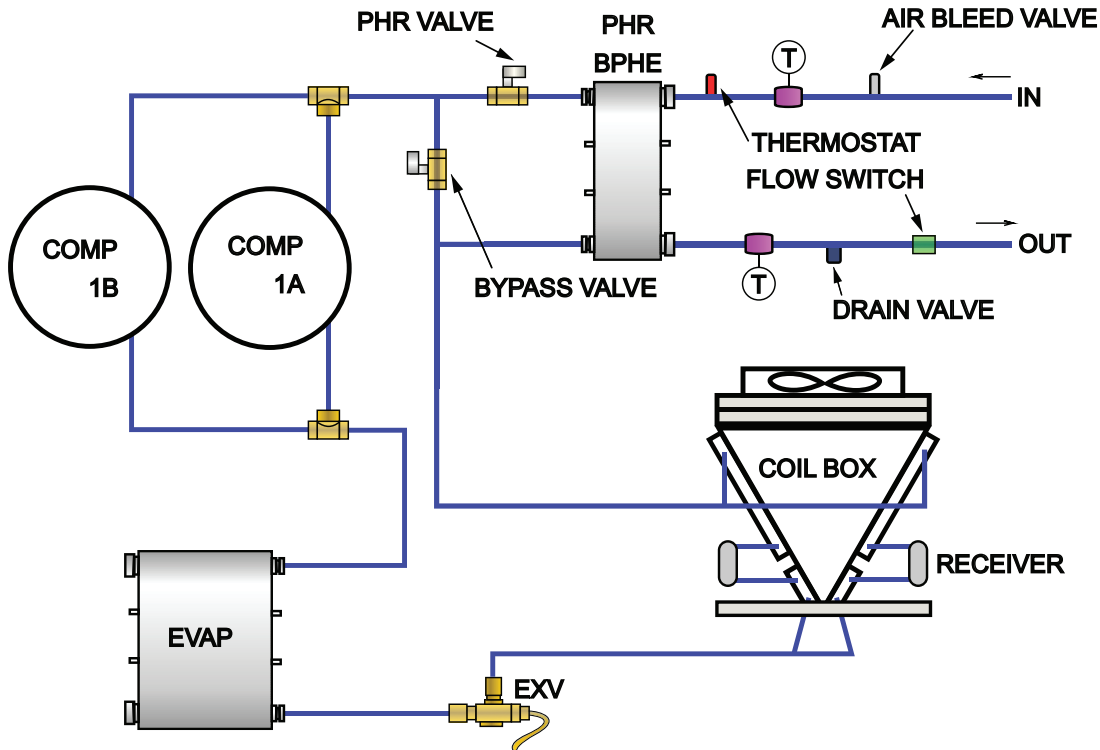 PHR VALVE
PHR
BPHE
AIR BLEED VALVE
T
IN
THERMOSTAT
FLOW SWITCH
COMP
1B
COMP
1A
BYPASS VALVE
T
OUT
DRAIN VALVE
COIL BOX
RECEIVER
EVAP
EXV